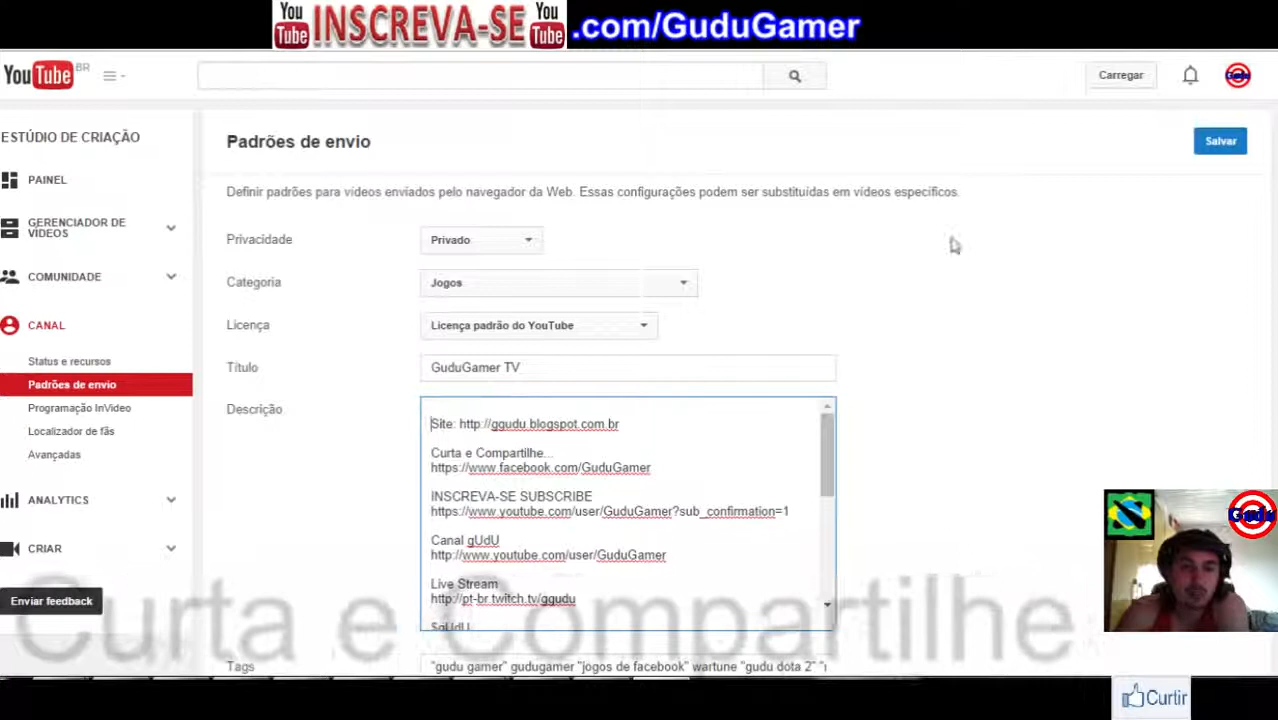 You Tube INSCREVA-SE You Tube .com/GuduGamer
YouTube BR
Carregar
Gudu
ESTÚDIO DE CRIAÇÃO
PAINEL
GERENCIADOR DE VÍDEOS
COMUNIDADE
CANAL
Status e recursos
Padrões de envio
Programação InVideo
Localizador de fãs
Avançadas
ANALYTICS
CRIAR
Enviar feedback
Padrões de envio
Salvar
Definir padrões para vídeos enviados pelo navegador da Web. Essas configurações podem ser substituídas em vídeos específicos.
Privacidade
Privado
Categoria
Jogos
Licença
Licença padrão do YouTube
Título
GuduGamer TV
Descrição
Site: http://ggudu.blogspot.com.br
Curta e Compartilhe...
https://www.facebook.com/GuduGamer
INSCREVA-SE SUBSCRIBE
https://www.youtube.com/user/GuduGamer?sub_confirmation=1
Canal gUdU
http://www.youtube.com/user/GuduGamer
Live Stream
http://pt-br.twitch.tv/ggudu
Tags
"gudu gamer" gudugamer "jogos de facebook" wartune "gudu dota 2"
Curta e Compartilhe
Gudu
Curtir